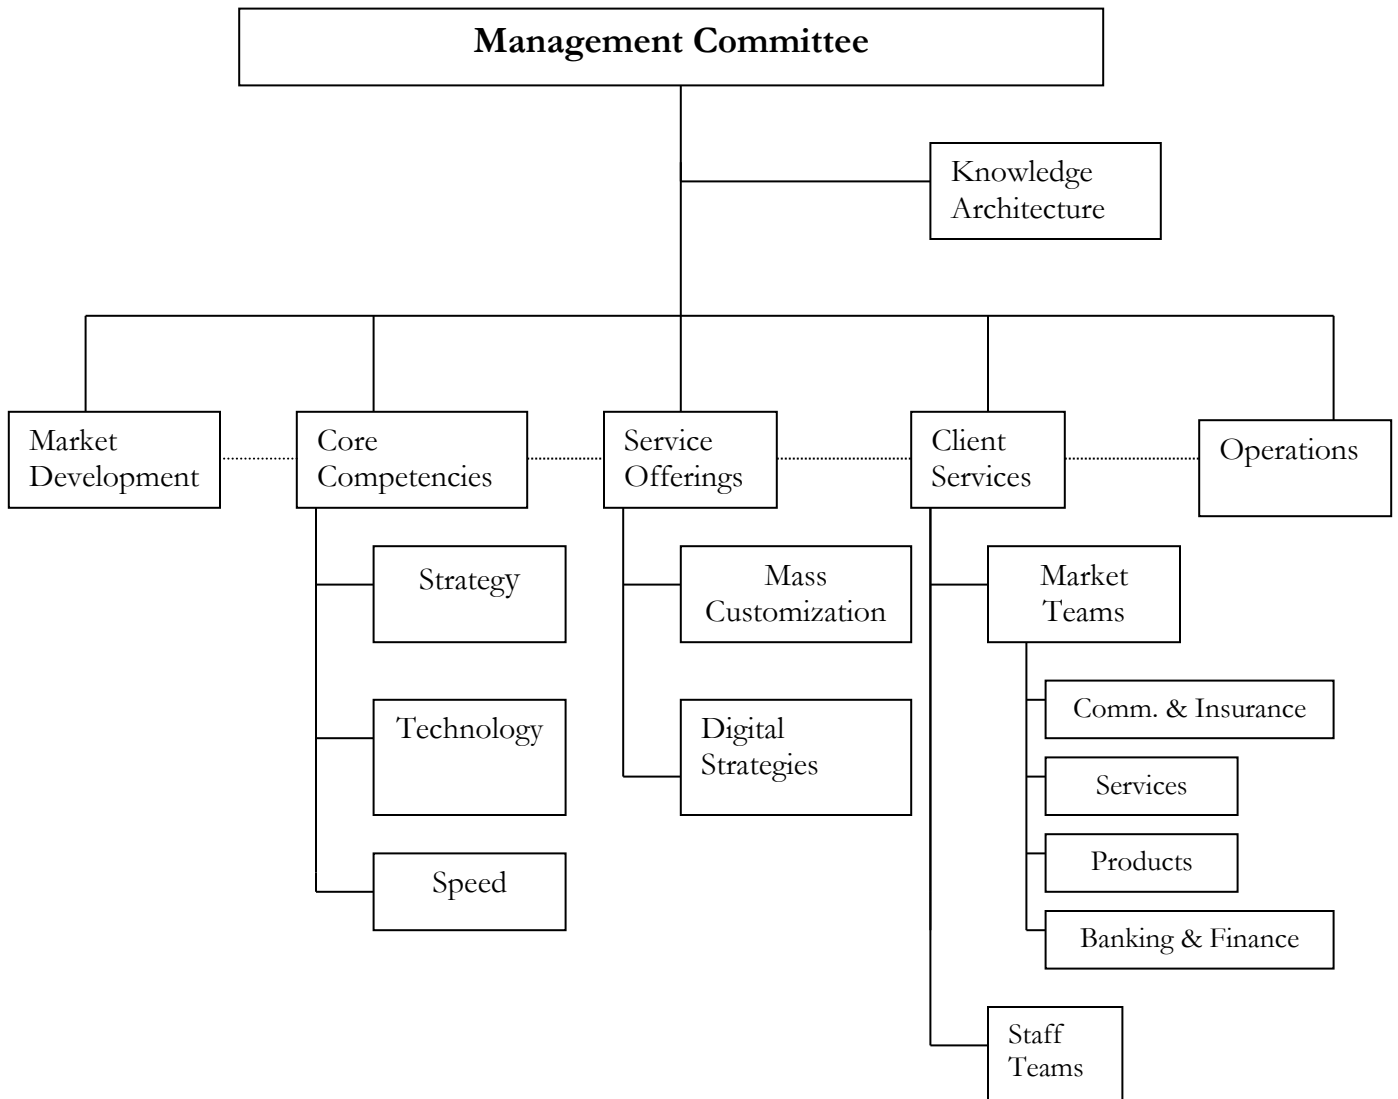 Management Committee
Knowledge
Architecture
Market
Development
Core
Competencies
Service
Offerings
Client
Services
Operations
Strategy
Technology
Speed
Mass
Customization
Digital
Strategies
Market
Teams
Comm. & Insurance
Services
Products
Banking & Finance
Staff
Teams